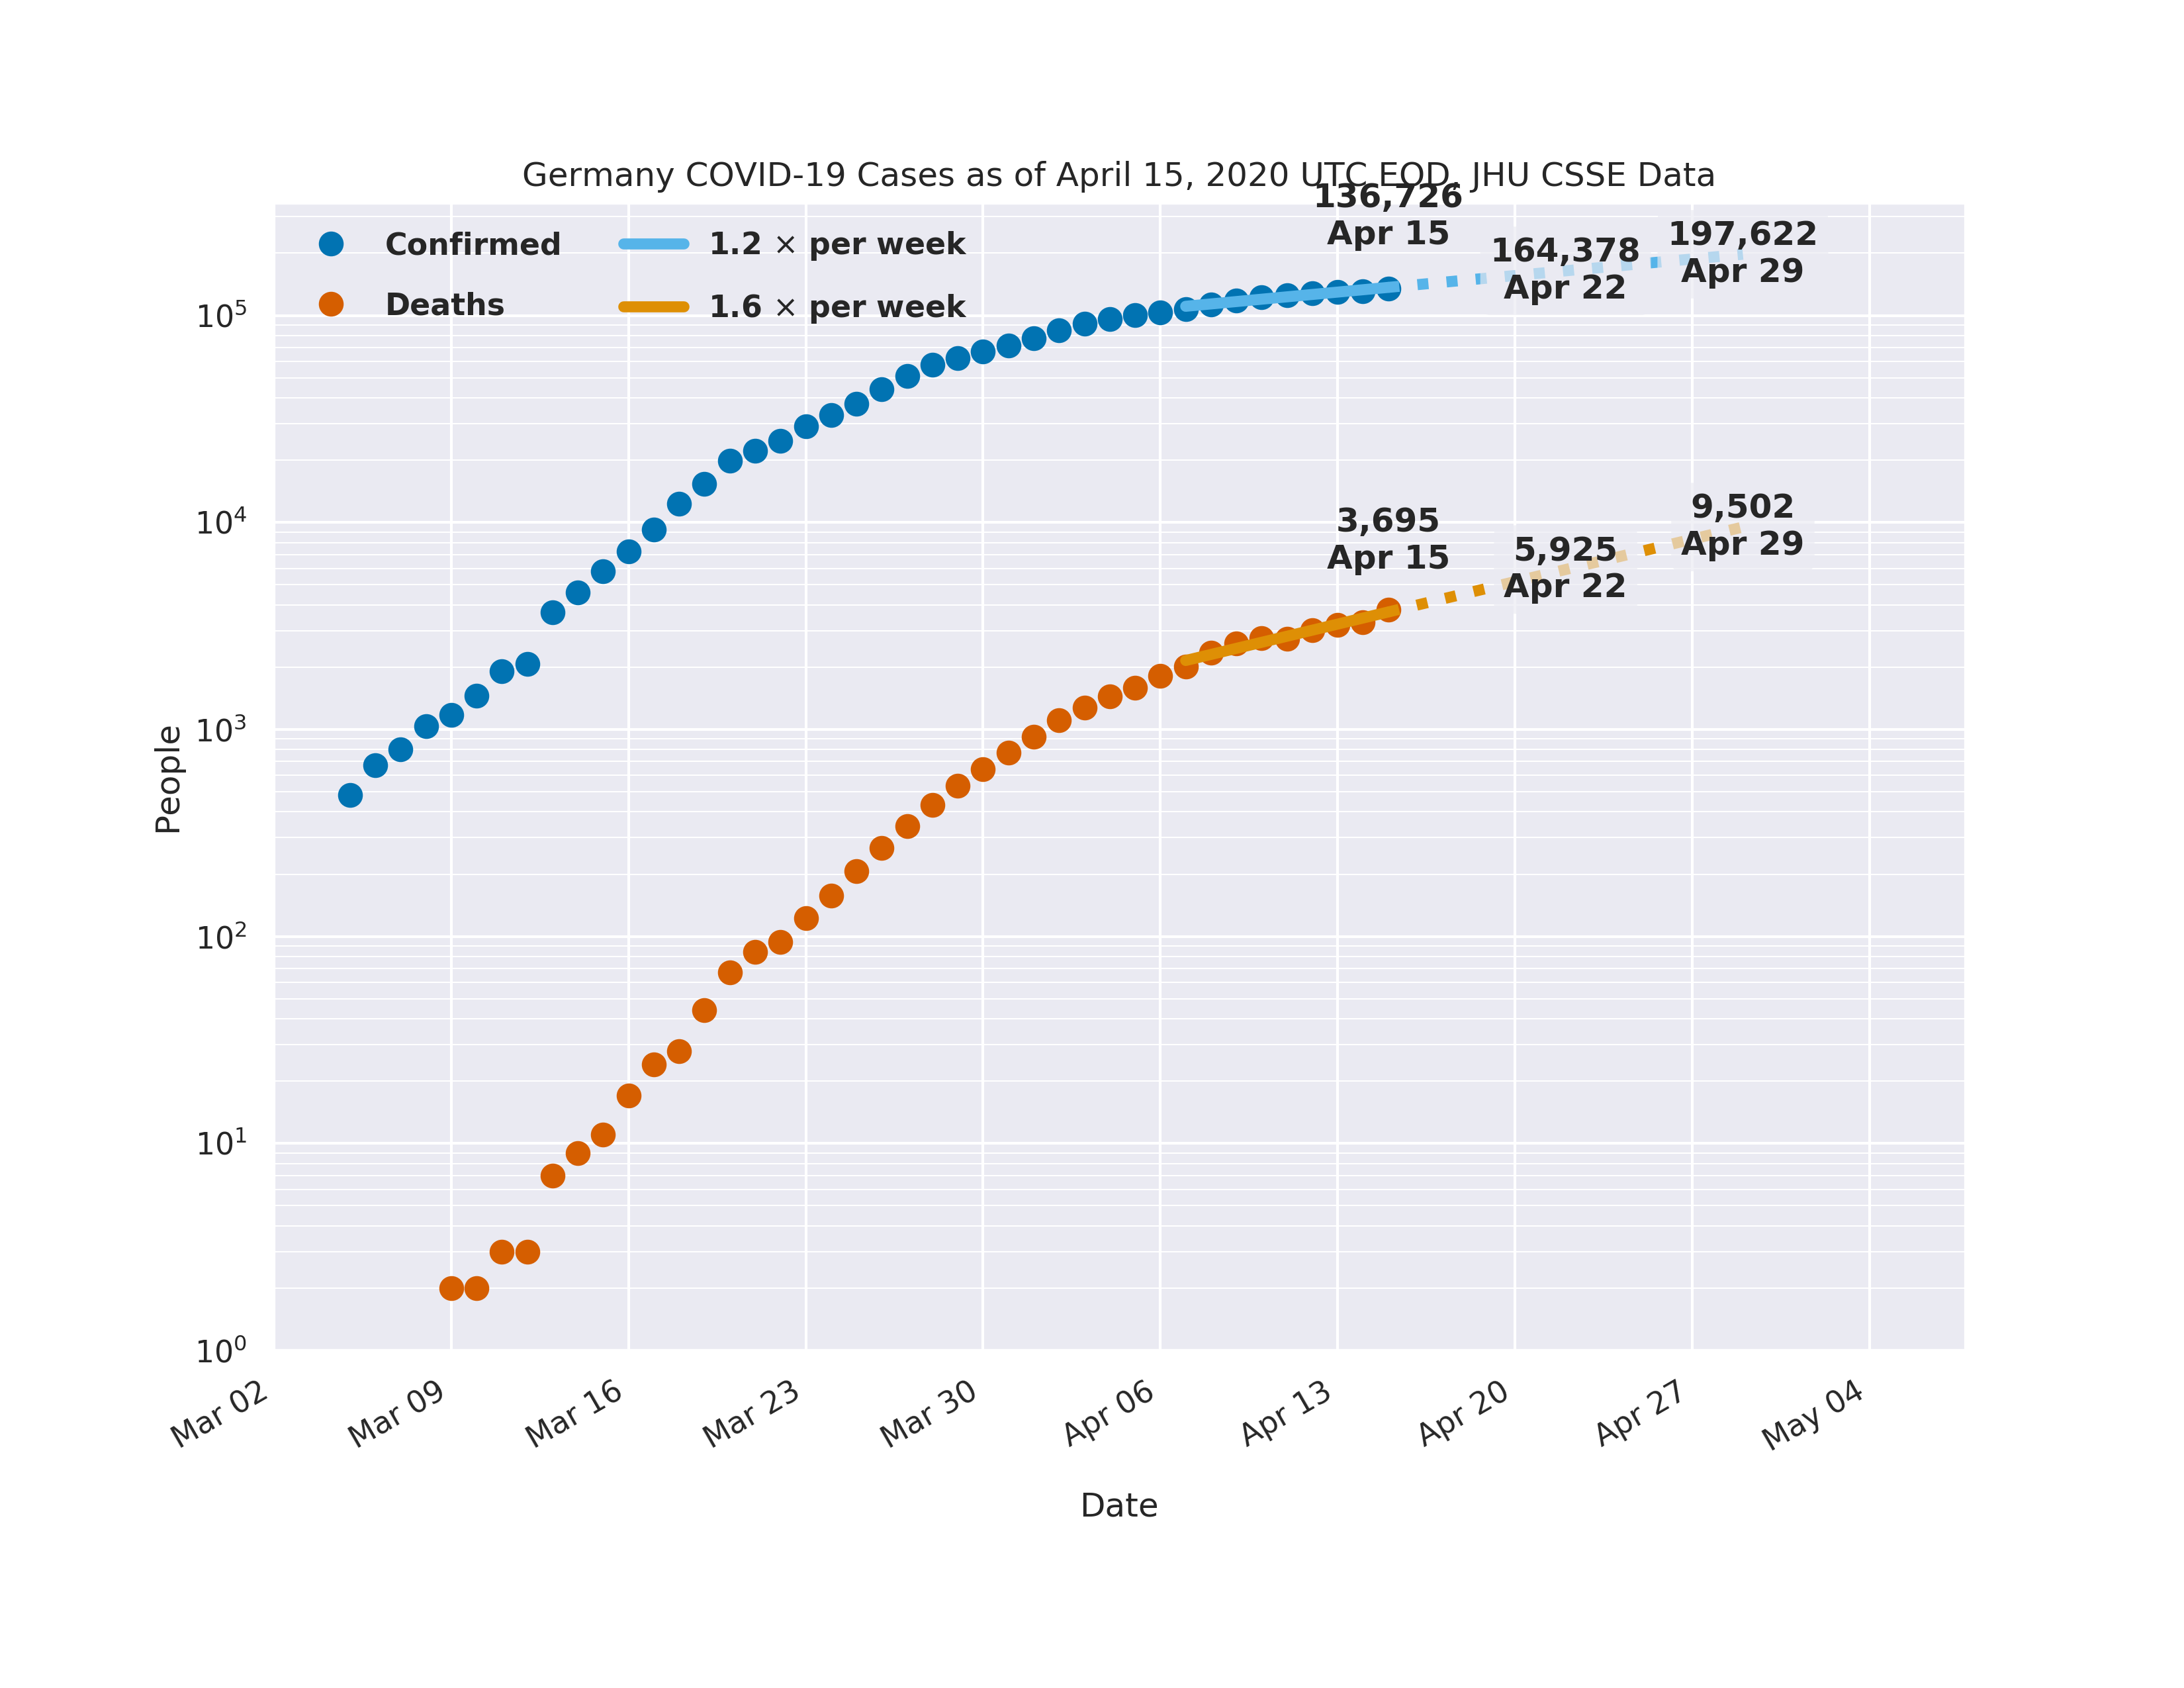 Germany COVID-19 Cases as of April 15, 2020 UTC EOD, JHU CSSE Data
Confirmed
Deaths
1.2 × per week
1.6 × per week
136,726
Apr 15
164,378
Apr 22
197,622
Apr 29
3,695
Apr 15
5,925
Apr 22
9,502
Apr 29
People
10⁵
10⁴
10³
10²
10¹
10⁰
Mar 02
Mar 09
Mar 16
Mar 23
Mar 30
Apr 06
Apr 13
Apr 20
Apr 27
May 04
Date